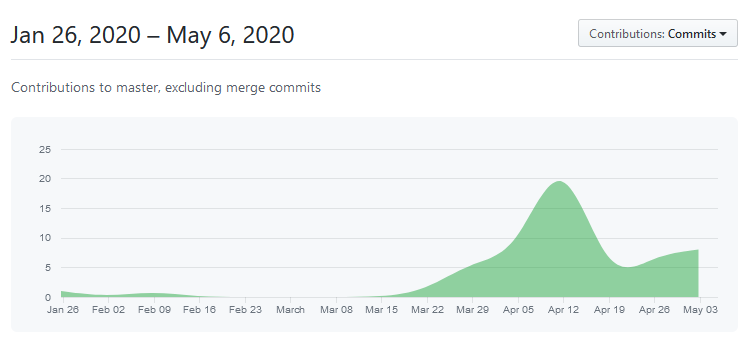 Jan 26, 2020 – May 6, 2020
Contributions: Commits
Contributions to master, excluding merge commits
25
20
15
10
5
0
Jan 26 Feb 02 Feb 09 Feb 16 Feb 23 March Mar 08 Mar 15 Mar 22 Mar 29 Apr 05 Apr 12 Apr 19 Apr 26 May 03